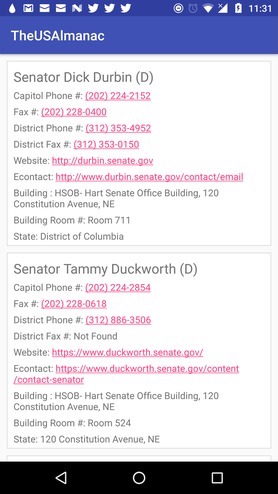 11:31
TheUSAlmanac
Senator Dick Durbin (D)
Capitol Phone #: (202) 224-2152
Fax #: (202) 228-0400
District Phone #: (312) 353-4952
District Fax #: (312) 353-0150
Website: http://durbin.senate.gov
Econtact: http://www.durbin.senate.gov/contact/email
Building : HSOB- Hart Senate Office Building, 120
Constitution Avenue, NE
Building Room #: Room 711
State: District of Columbia
Senator Tammy Duckworth (D)
Capitol Phone #: (202) 224-2854
Fax #: (202) 228-0618
District Phone #: (312) 886-3506
District Fax #: Not Found
Website: https://www.duckworth.senate.gov/
Econtact: https://www.duckworth.senate.gov/content
/contact-senator
Building : HSOB- Hart Senate Office Building, 120
Constitution Avenue, NE
Building Room #: Room 524
State: 120 Constitution Avenue, NE